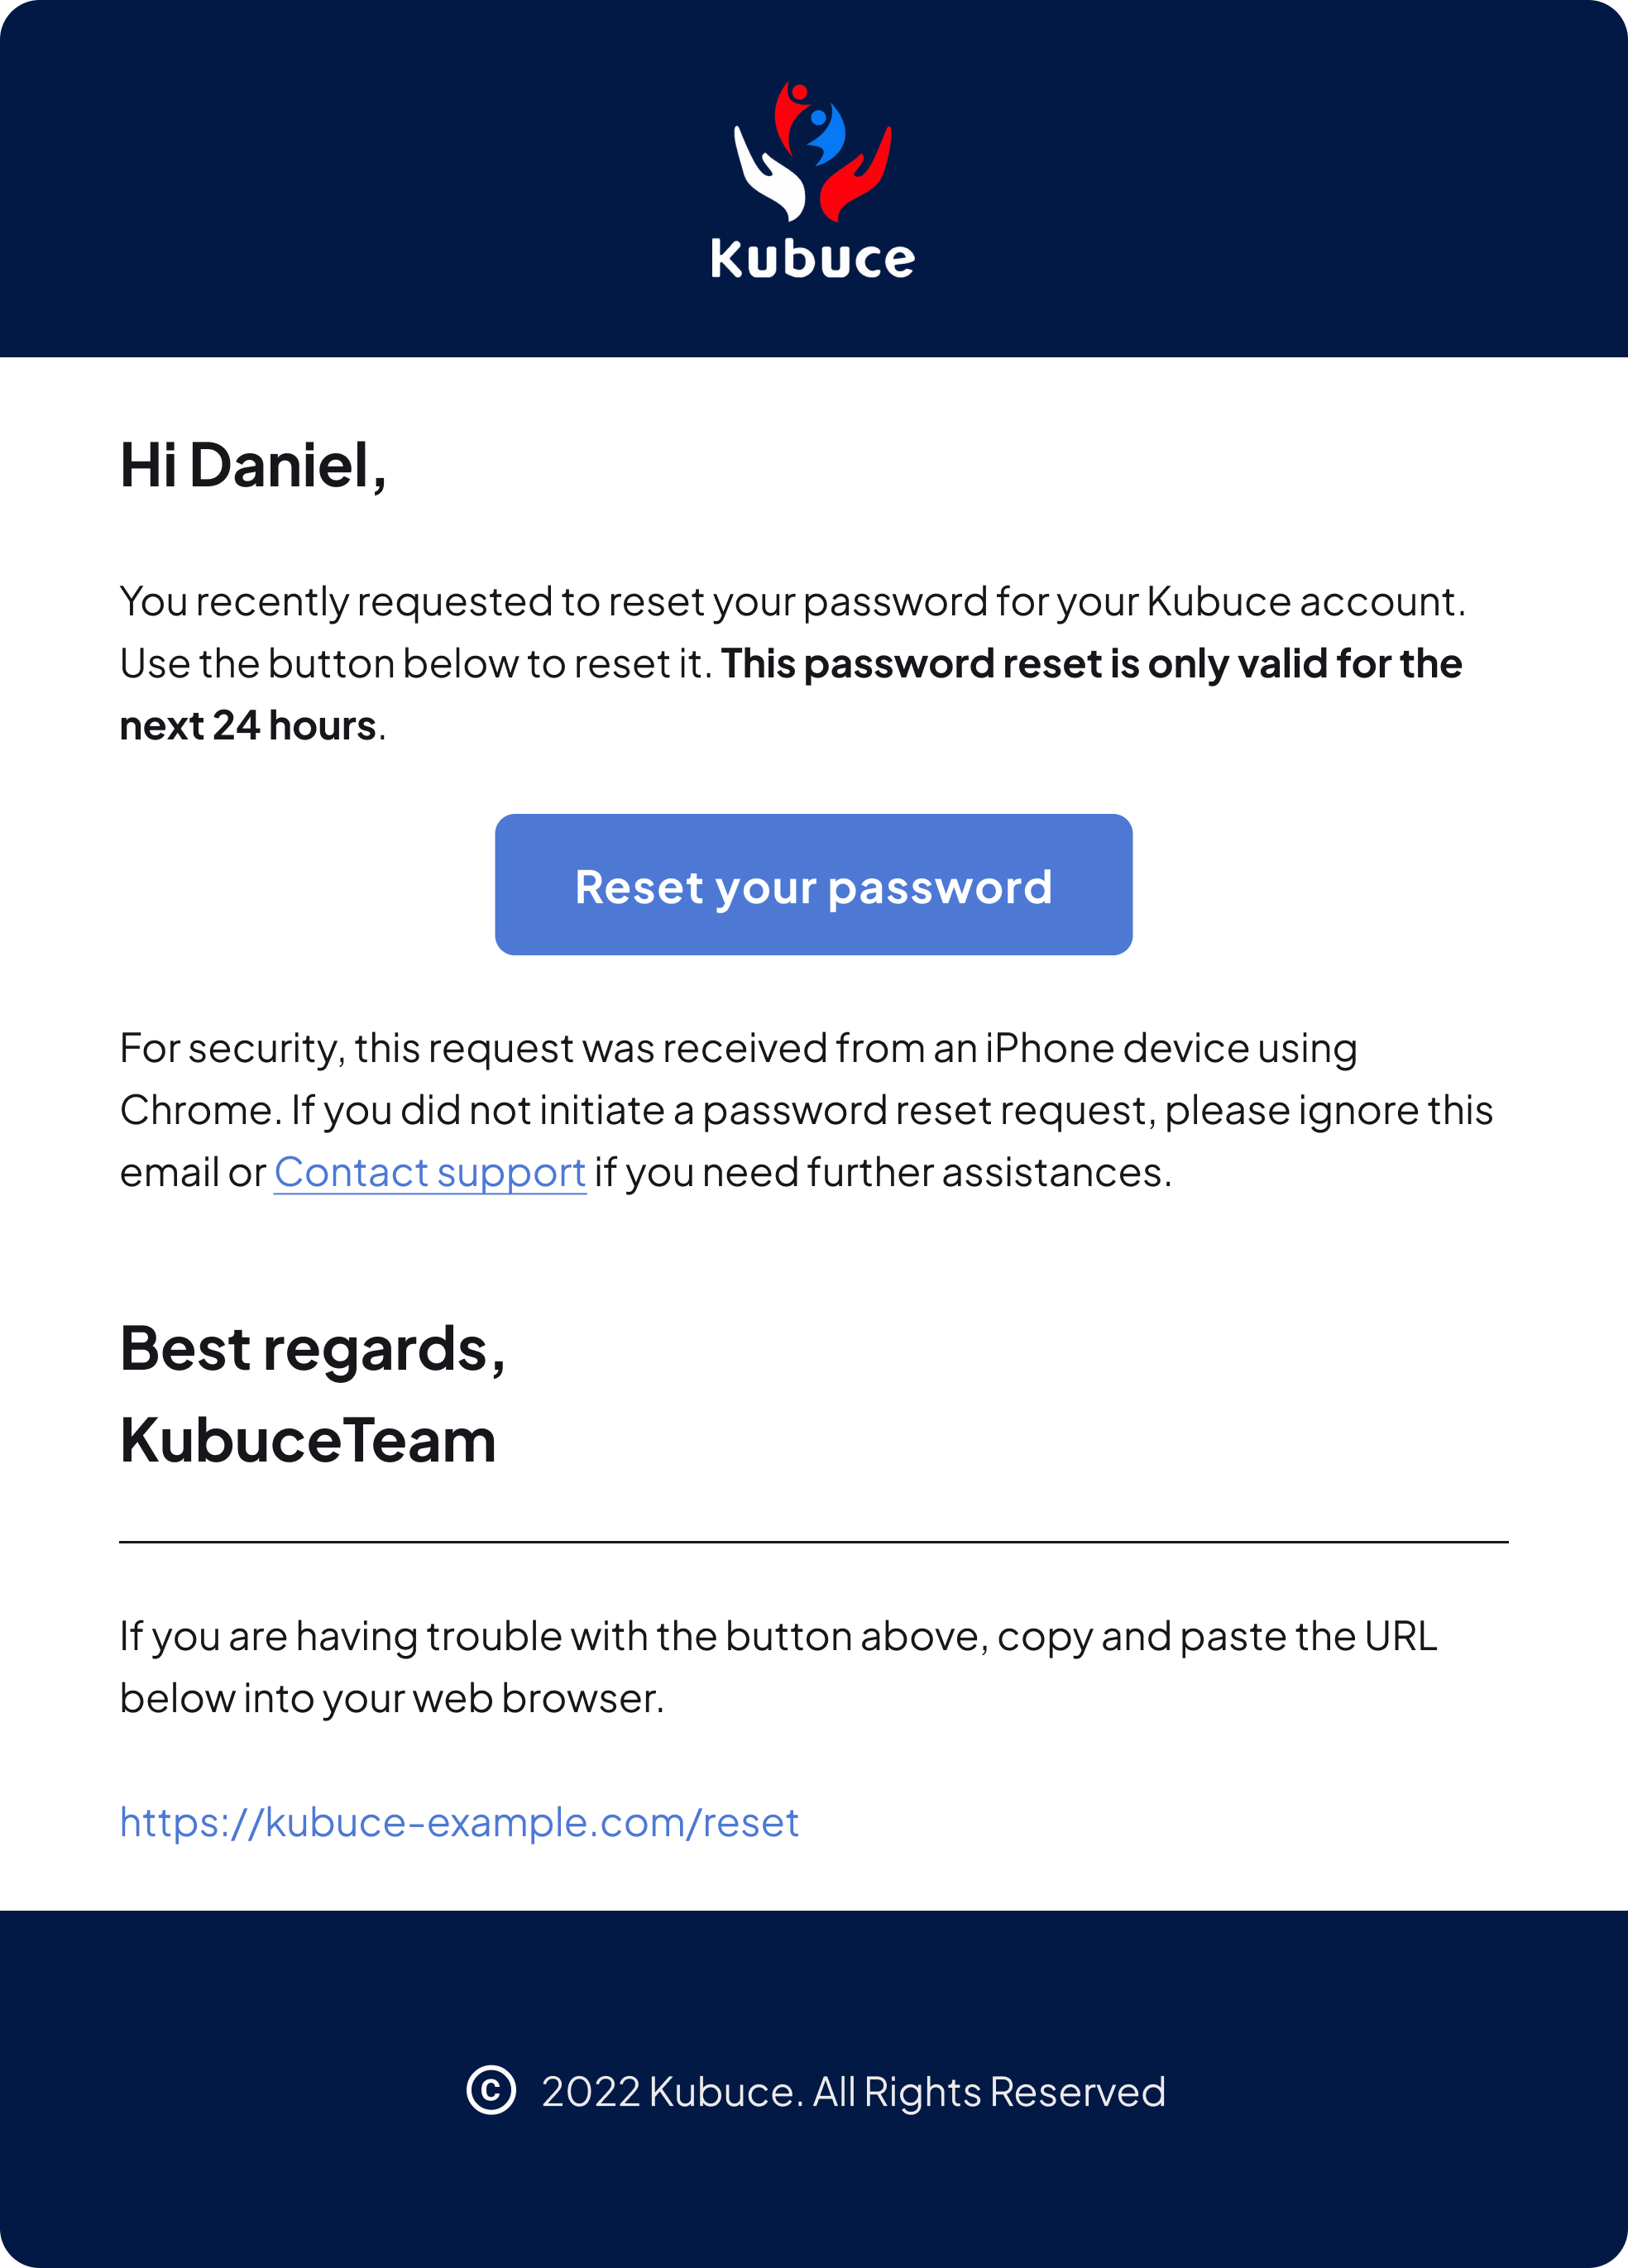 Kubuce
Hi Daniel,
You recently requested to reset your password for your Kubuce account.
Use the button below to reset it. This password reset is only valid for the
next 24 hours.
Reset your password
For security, this request was received from an iPhone device using
Chrome. If you did not initiate a password reset request, please ignore this
email or Contact support if you need further assistances.
Best regards,
KubuceTeam
If you are having trouble with the button above, copy and paste the URL
below into your web browser.
https://kubuce-example.com/reset
© 2022 Kubuce. All Rights Reserved